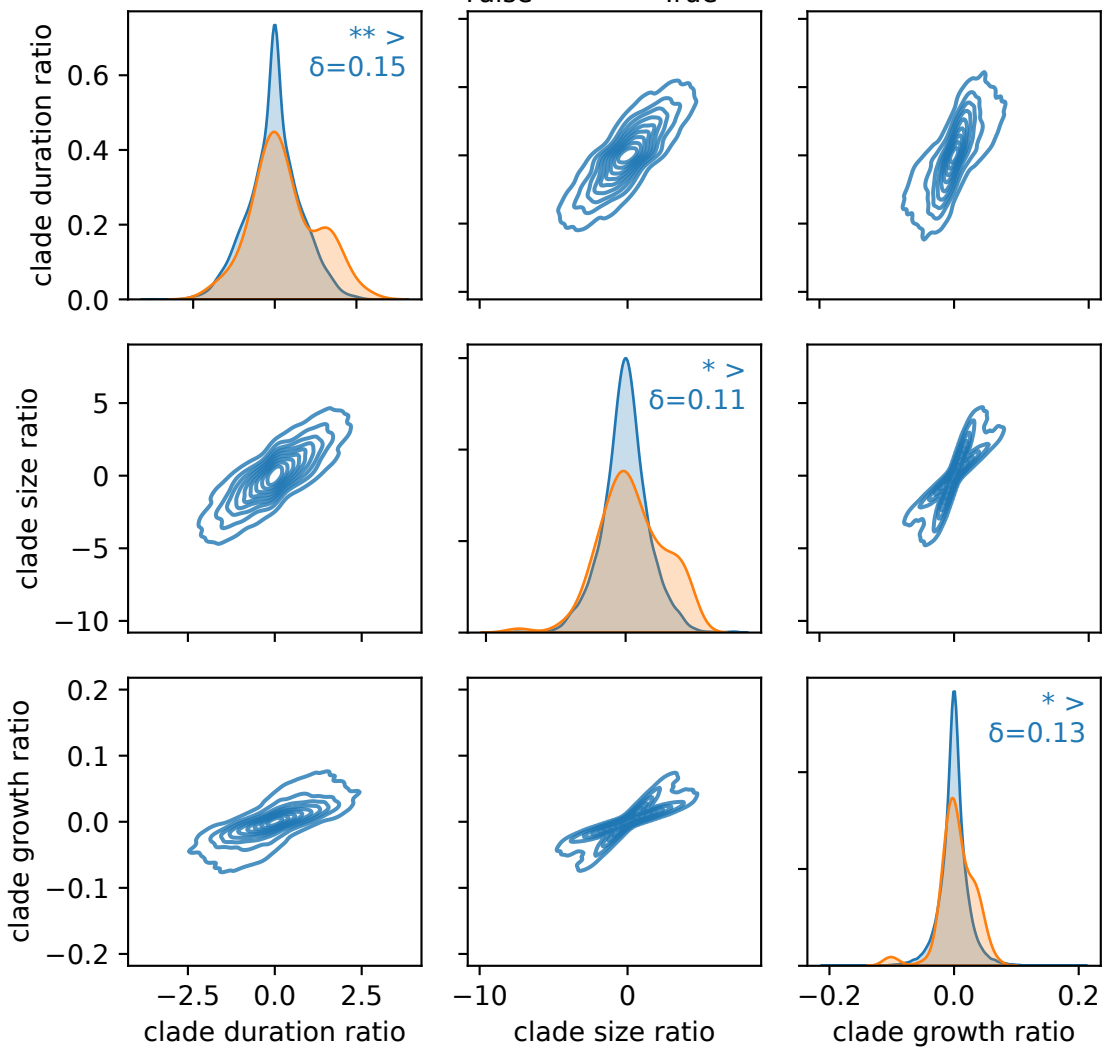 False True
clade duration ratio
0.6
0.4
0.2
0.0
** >
δ=0.15
clade size ratio
5
0
−5
−10
* >
δ=0.11
clade growth ratio
0.2
0.1
0.0
−0.1
−0.2
* >
δ=0.13
−2.5 0.0 2.5
clade duration ratio
−10 0
clade size ratio
−0.2 0.0 0.2
clade growth ratio